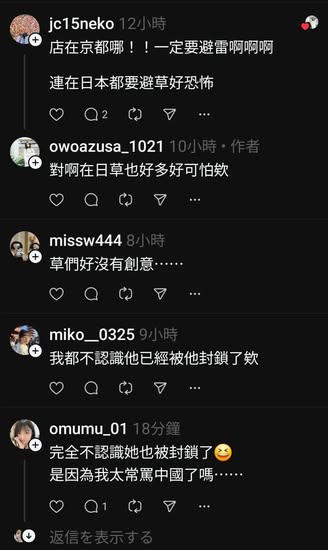 jc15neko 12小時
店在京都哪！！一定要避雷啊啊啊
連在日本都要避草好恐怖
2
owoazusa_1021 10小時・作者
對啊在日草也好多好可怕欸
missw444 8小時
草們好沒有創意⋯⋯
miko__0325 9小時
我都不認識他已經被他封鎖了欸
omumu_01 18分鐘
完全不認識她也被封鎖了😆
是因為我太常罵中國了嗎⋯⋯
1
返信を表示する